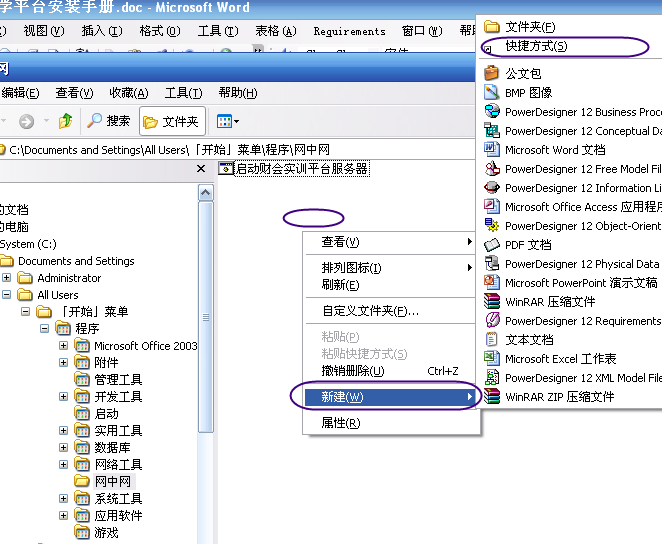 学平台安装手册.doc - Microsoft Word
视图(V) 插入(I) 格式(O) 工具(T) 表格(A) Requirements 窗口(W) 帮
网
编辑(E) 查看(V) 收藏(A) 工具(T) 帮助(H)
搜索 文件夹
C:\Documents and Settings\All Users\「开始」菜单\程序\网中网
启动财会实训平台服务器
的文档
的电脑
System (C:)
Documents and Settings
Administrator
All Users
「开始」菜单
程序
Microsoft Office 2003
附件
管理工具
开发工具
启动
实用工具
数据库
网络工具
网中网
系统工具
应用软件
游戏
查看(V)
排列图标(I)
刷新(E)
自定义文件夹(F)...
粘贴(P)
粘贴快捷方式(S)
撤销删除(U) Ctrl+Z
新建(W)
属性(R)
文件夹(F)
快捷方式(S)
公文包
BMP 图像
PowerDesigner 12 Business Proc
PowerDesigner 12 Conceptual Da
Microsoft Word 文档
PowerDesigner 12 Free Model Fil
PowerDesigner 12 Information Li
Microsoft Office Access 应用程序
PowerDesigner 12 Object-Orient
PDF 文档
PowerDesigner 12 Physical Data
Microsoft PowerPoint 演示文稿
WinRAR 压缩文件
PowerDesigner 12 Requirements
文本文档
Microsoft Excel 工作表
PowerDesigner 12 XML Model File
WinRAR ZIP 压缩文件